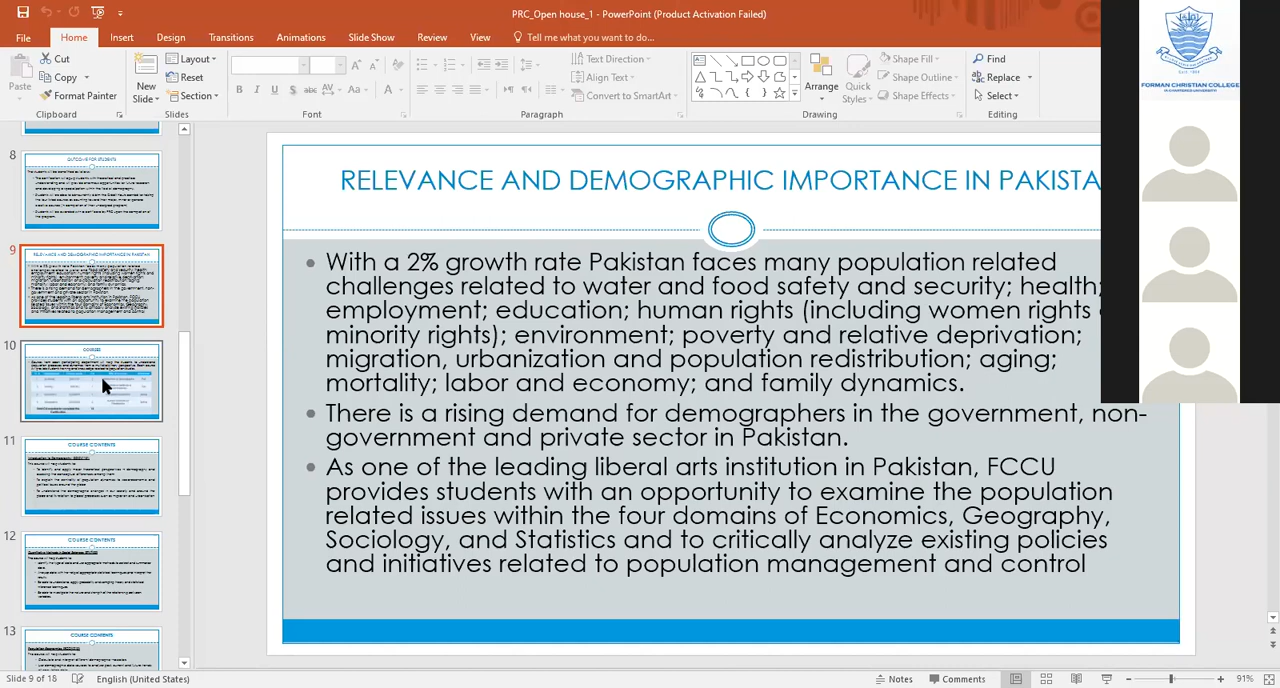 PRC_Open house_1 - PowerPoint (Product Activation Failed)
File Home Insert Design Transitions Animations Slide Show Review View Tell me what you want to do...
Paste
Cut
Copy
Format Painter
Clipboard
New
Slide
Layout
Reset
Section
Slides
Font
Text Direction
Align Text
Convert to SmartArt
Paragraph
Arrange
Quick
Styles
Shape Fill
Shape Outline
Shape Effects
Drawing
Find
Replace
Select
Editing
FORMAN CHRISTIAN COLLEGE
8
OUTCOME FOR STUDENTS
9
RELEVANCE AND DEMOGRAPHIC IMPORTANCE IN PAKISTAN
10
COURSES
11
COURSE CONTENTS
12
COURSE CONTENTS
13
COURSE CONTENTS
RELEVANCE AND DEMOGRAPHIC IMPORTANCE IN PAKISTA
With a 2% growth rate Pakistan faces many population related
challenges related to water and food safety and security; health;
employment; education; human rights (including women rights
minority rights); environment; poverty and relative deprivation;
migration, urbanization and population redistribution; aging;
mortality; labor and economy; and family dynamics.
There is a rising demand for demographers in the government, non-
government and private sector in Pakistan.
As one of the leading liberal arts institution in Pakistan, FCCU
provides students with an opportunity to examine the population
related issues within the four domains of Economics, Geography,
Sociology, and Statistics and to critically analyze existing policies
and initiatives related to population management and control
Slide 9 of 18 English (United States) Notes Comments 91%